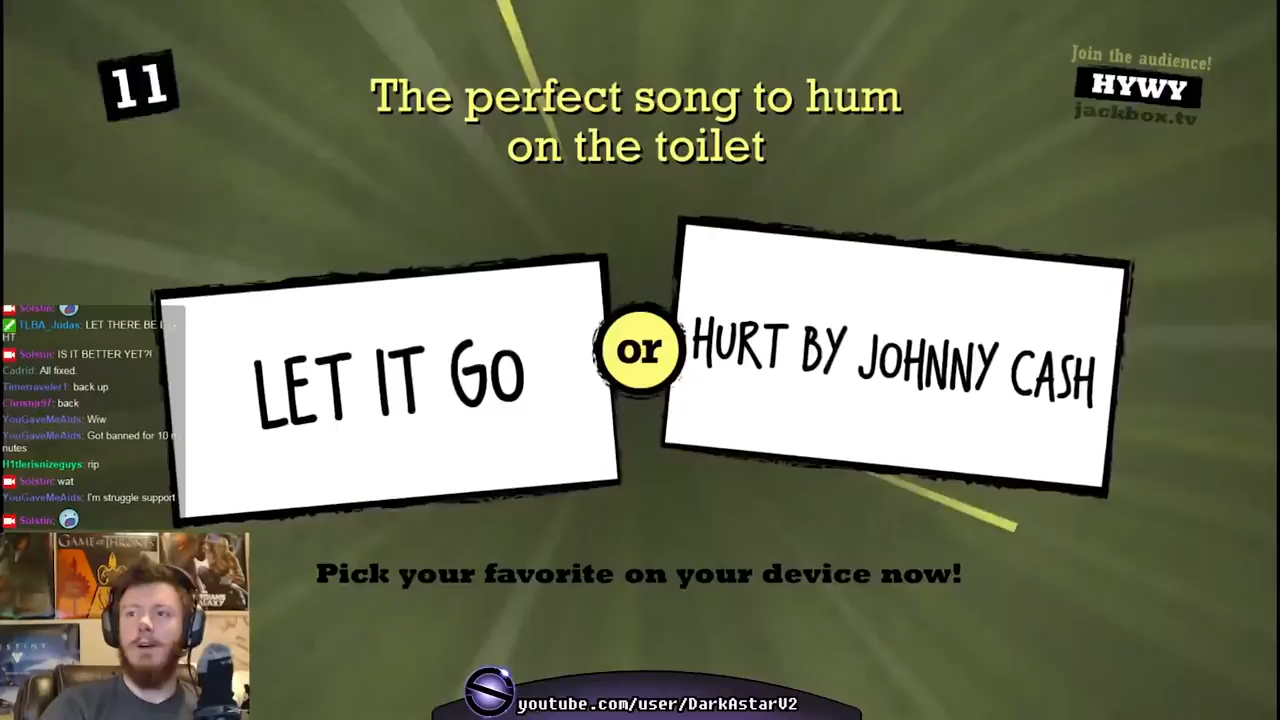 11
The perfect song to hum
on the toilet
Join the audience!
HYWY
jackbox.tv
LET IT GO
or
HURT BY JOHNNY CASH
Solstin:
TLBA_Judas: LET THERE BE
HT
Solstin: IS IT BETTER YET?!
Cadrid: All fixed.
Timetraveler1: back up
Chrisnjr97: back
YouGaveMeAids: Wiw
YouGaveMeAids: Got banned for 10
nutes
H1tlerisnizeguys: rip
Solstin: wat
YouGaveMeAids: I'm struggle support
Solstin:
Pick your favorite on your device now!
GAME OF THRONES
GALAXY
DESTINY
youtube.com/user/DarkAstarV2